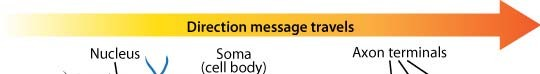 Direction message travels
Nucleus
Soma
(cell body)
Axon terminals